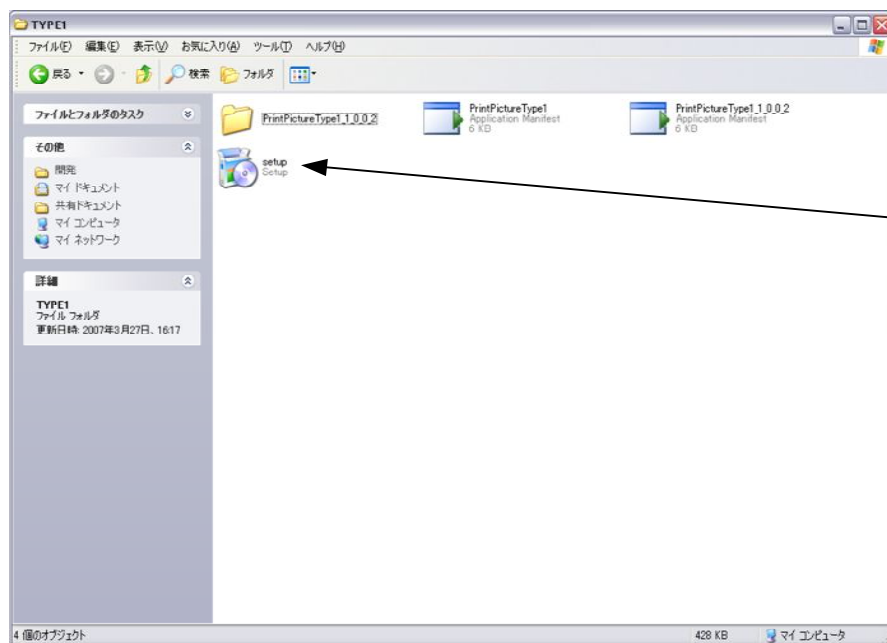 TYPE1
ファイル(F) 編集(E) 表示(V) お気に入り(A) ツール(T) ヘルプ(H)
戻る 検索 フォルダ
ファイルとフォルダのタスク
その他
開発
マイ ドキュメント
共有ドキュメント
マイ コンピュータ
マイ ネットワーク
詳細
TYPE1
ファイル フォルダ
更新日時: 2007年3月27日、16:17
PrintPictureType1_1_0_0_2
PrintPictureType1
Application Manifest
6 KB
PrintPictureType1_1_0_0_2
Application Manifest
6 KB
setup
Setup
4 個のオブジェクト 428 KB マイ コンピュータ